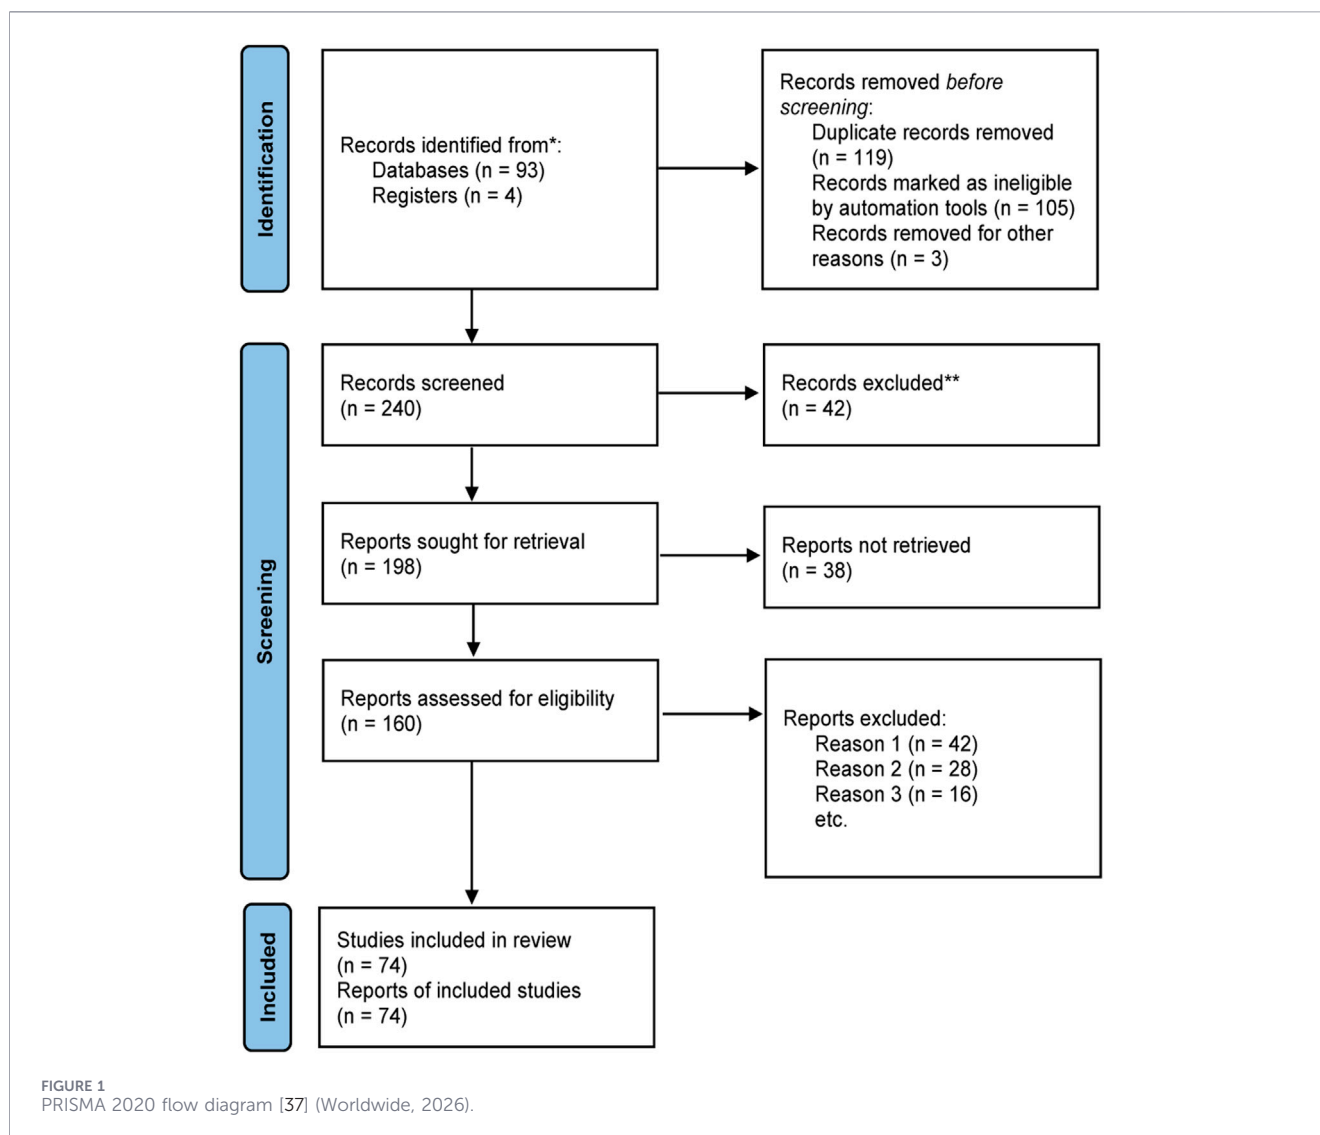 Identification
Records identified from*:
Databases (n = 93)
Registers (n = 4)
Records removed before
screening:
Duplicate records removed
(n = 119)
Records marked as ineligible
by automation tools (n = 105)
Records removed for other
reasons (n = 3)
Screening
Records screened
(n = 240)
Records excluded**
(n = 42)
Reports sought for retrieval
(n = 198)
Reports not retrieved
(n = 38)
Reports assessed for eligibility
(n = 160)
Reports excluded:
Reason 1 (n = 42)
Reason 2 (n = 28)
Reason 3 (n = 16)
etc.
Included
Studies included in review
(n = 74)
Reports of included studies
(n = 74)
FIGURE 1
PRISMA 2020 flow diagram [37] (Worldwide, 2026).